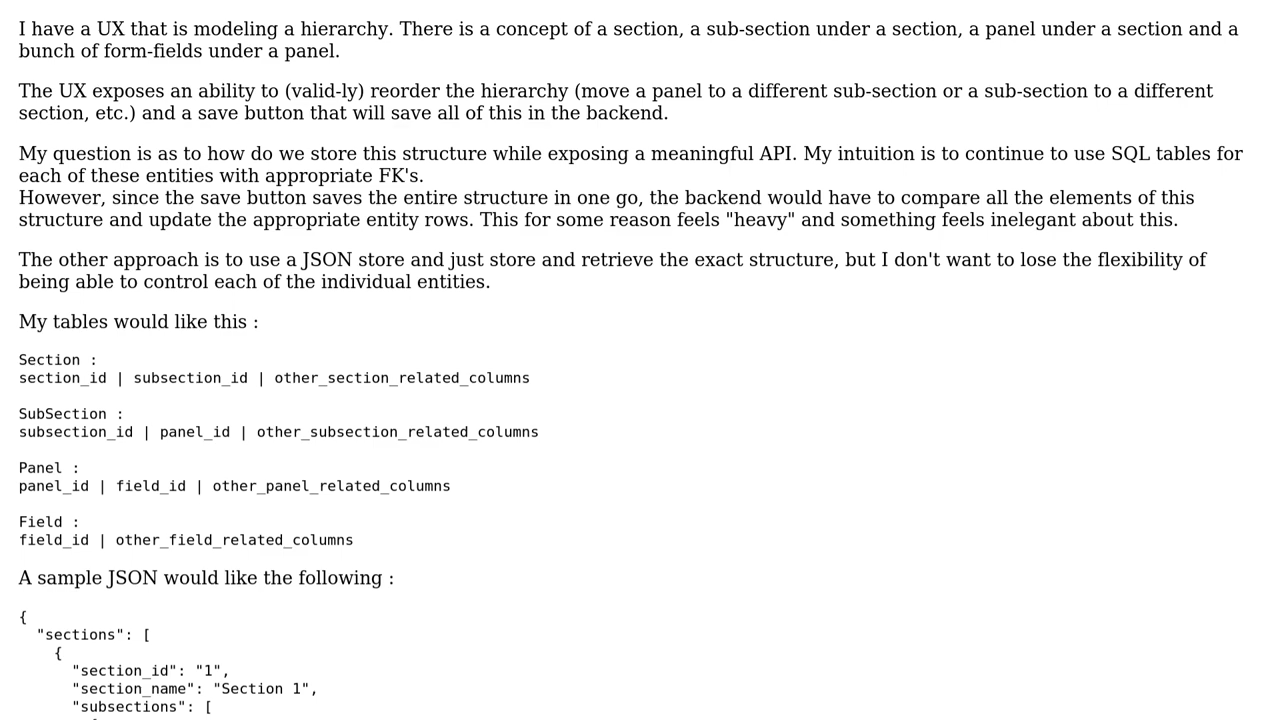 I have a UX that is modeling a hierarchy. There is a concept of a section, a sub-section under a section, a panel under a section and a
bunch of form-fields under a panel.
The UX exposes an ability to (valid-ly) reorder the hierarchy (move a panel to a different sub-section or a sub-section to a different
section, etc.) and a save button that will save all of this in the backend.
My question is as to how do we store this structure while exposing a meaningful API. My intuition is to continue to use SQL tables for
each of these entities with appropriate FK's.
However, since the save button saves the entire structure in one go, the backend would have to compare all the elements of this
structure and update the appropriate entity rows. This for some reason feels "heavy" and something feels inelegant about this.
The other approach is to use a JSON store and just store and retrieve the exact structure, but I don't want to lose the flexibility of
being able to control each of the individual entities.
My tables would like this :
Section :
section_id | subsection_id | other_section_related_columns
SubSection :
subsection_id | panel_id | other_subsection_related_columns
Panel :
panel_id | field_id | other_panel_related_columns
Field :
field_id | other_field_related_columns
A sample JSON would like the following :
{
"sections": [
{
"section_id": "1",
"section_name": "Section 1",
"subsections": [